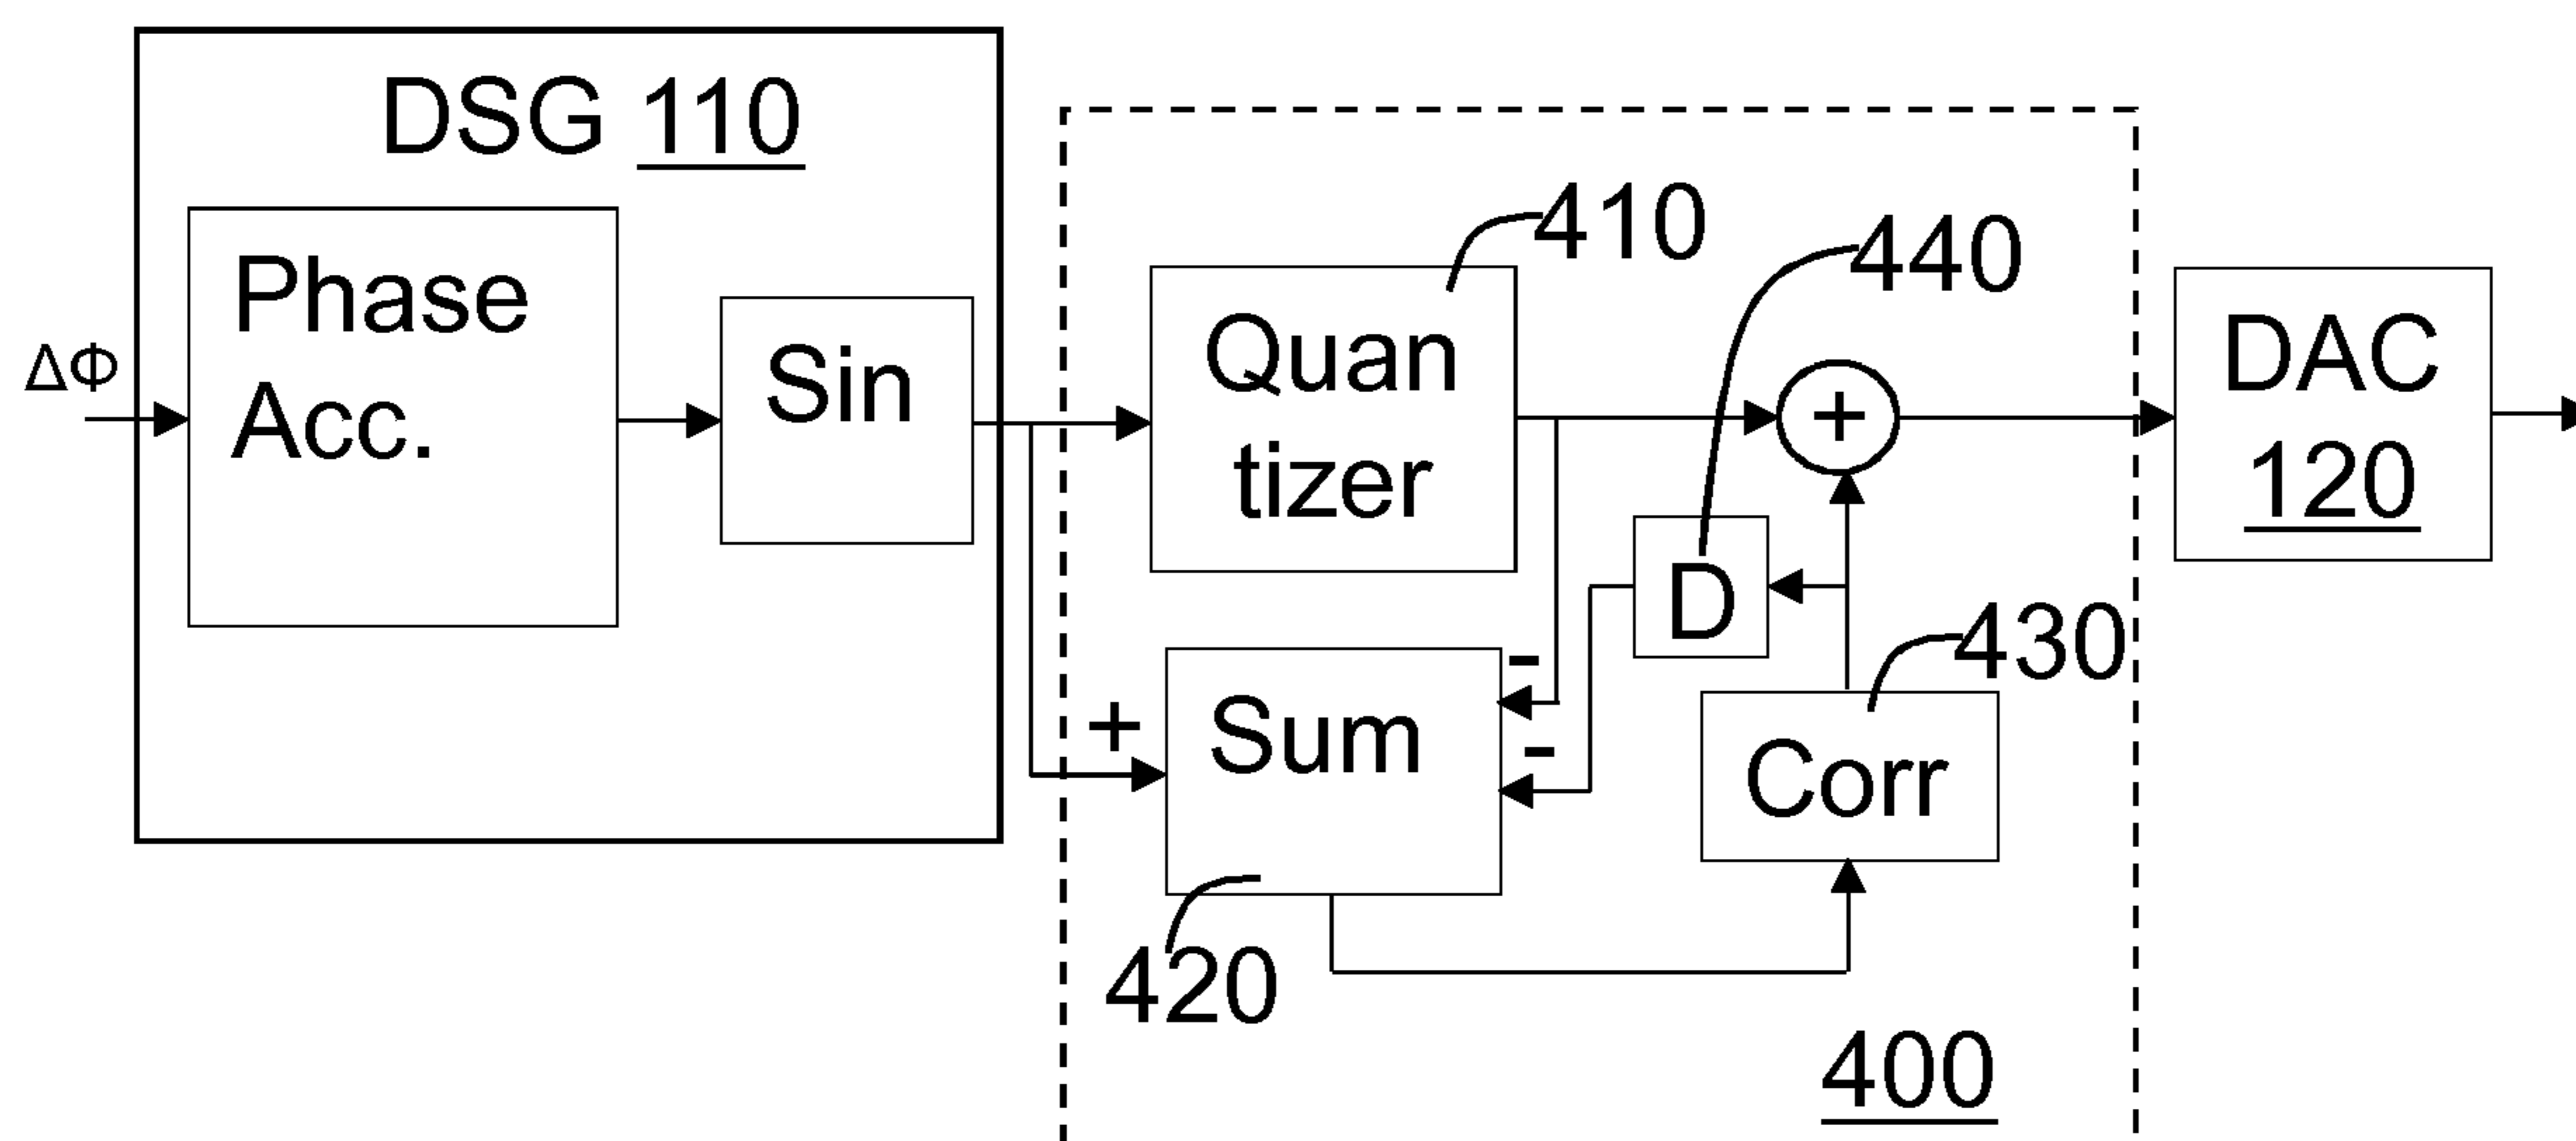 DSG 110
ΔΦ
Phase
Acc.
Sin
410
440
Quan
tizer
+
DAC
120
D
430
-
-
+
Sum
Corr
420
400